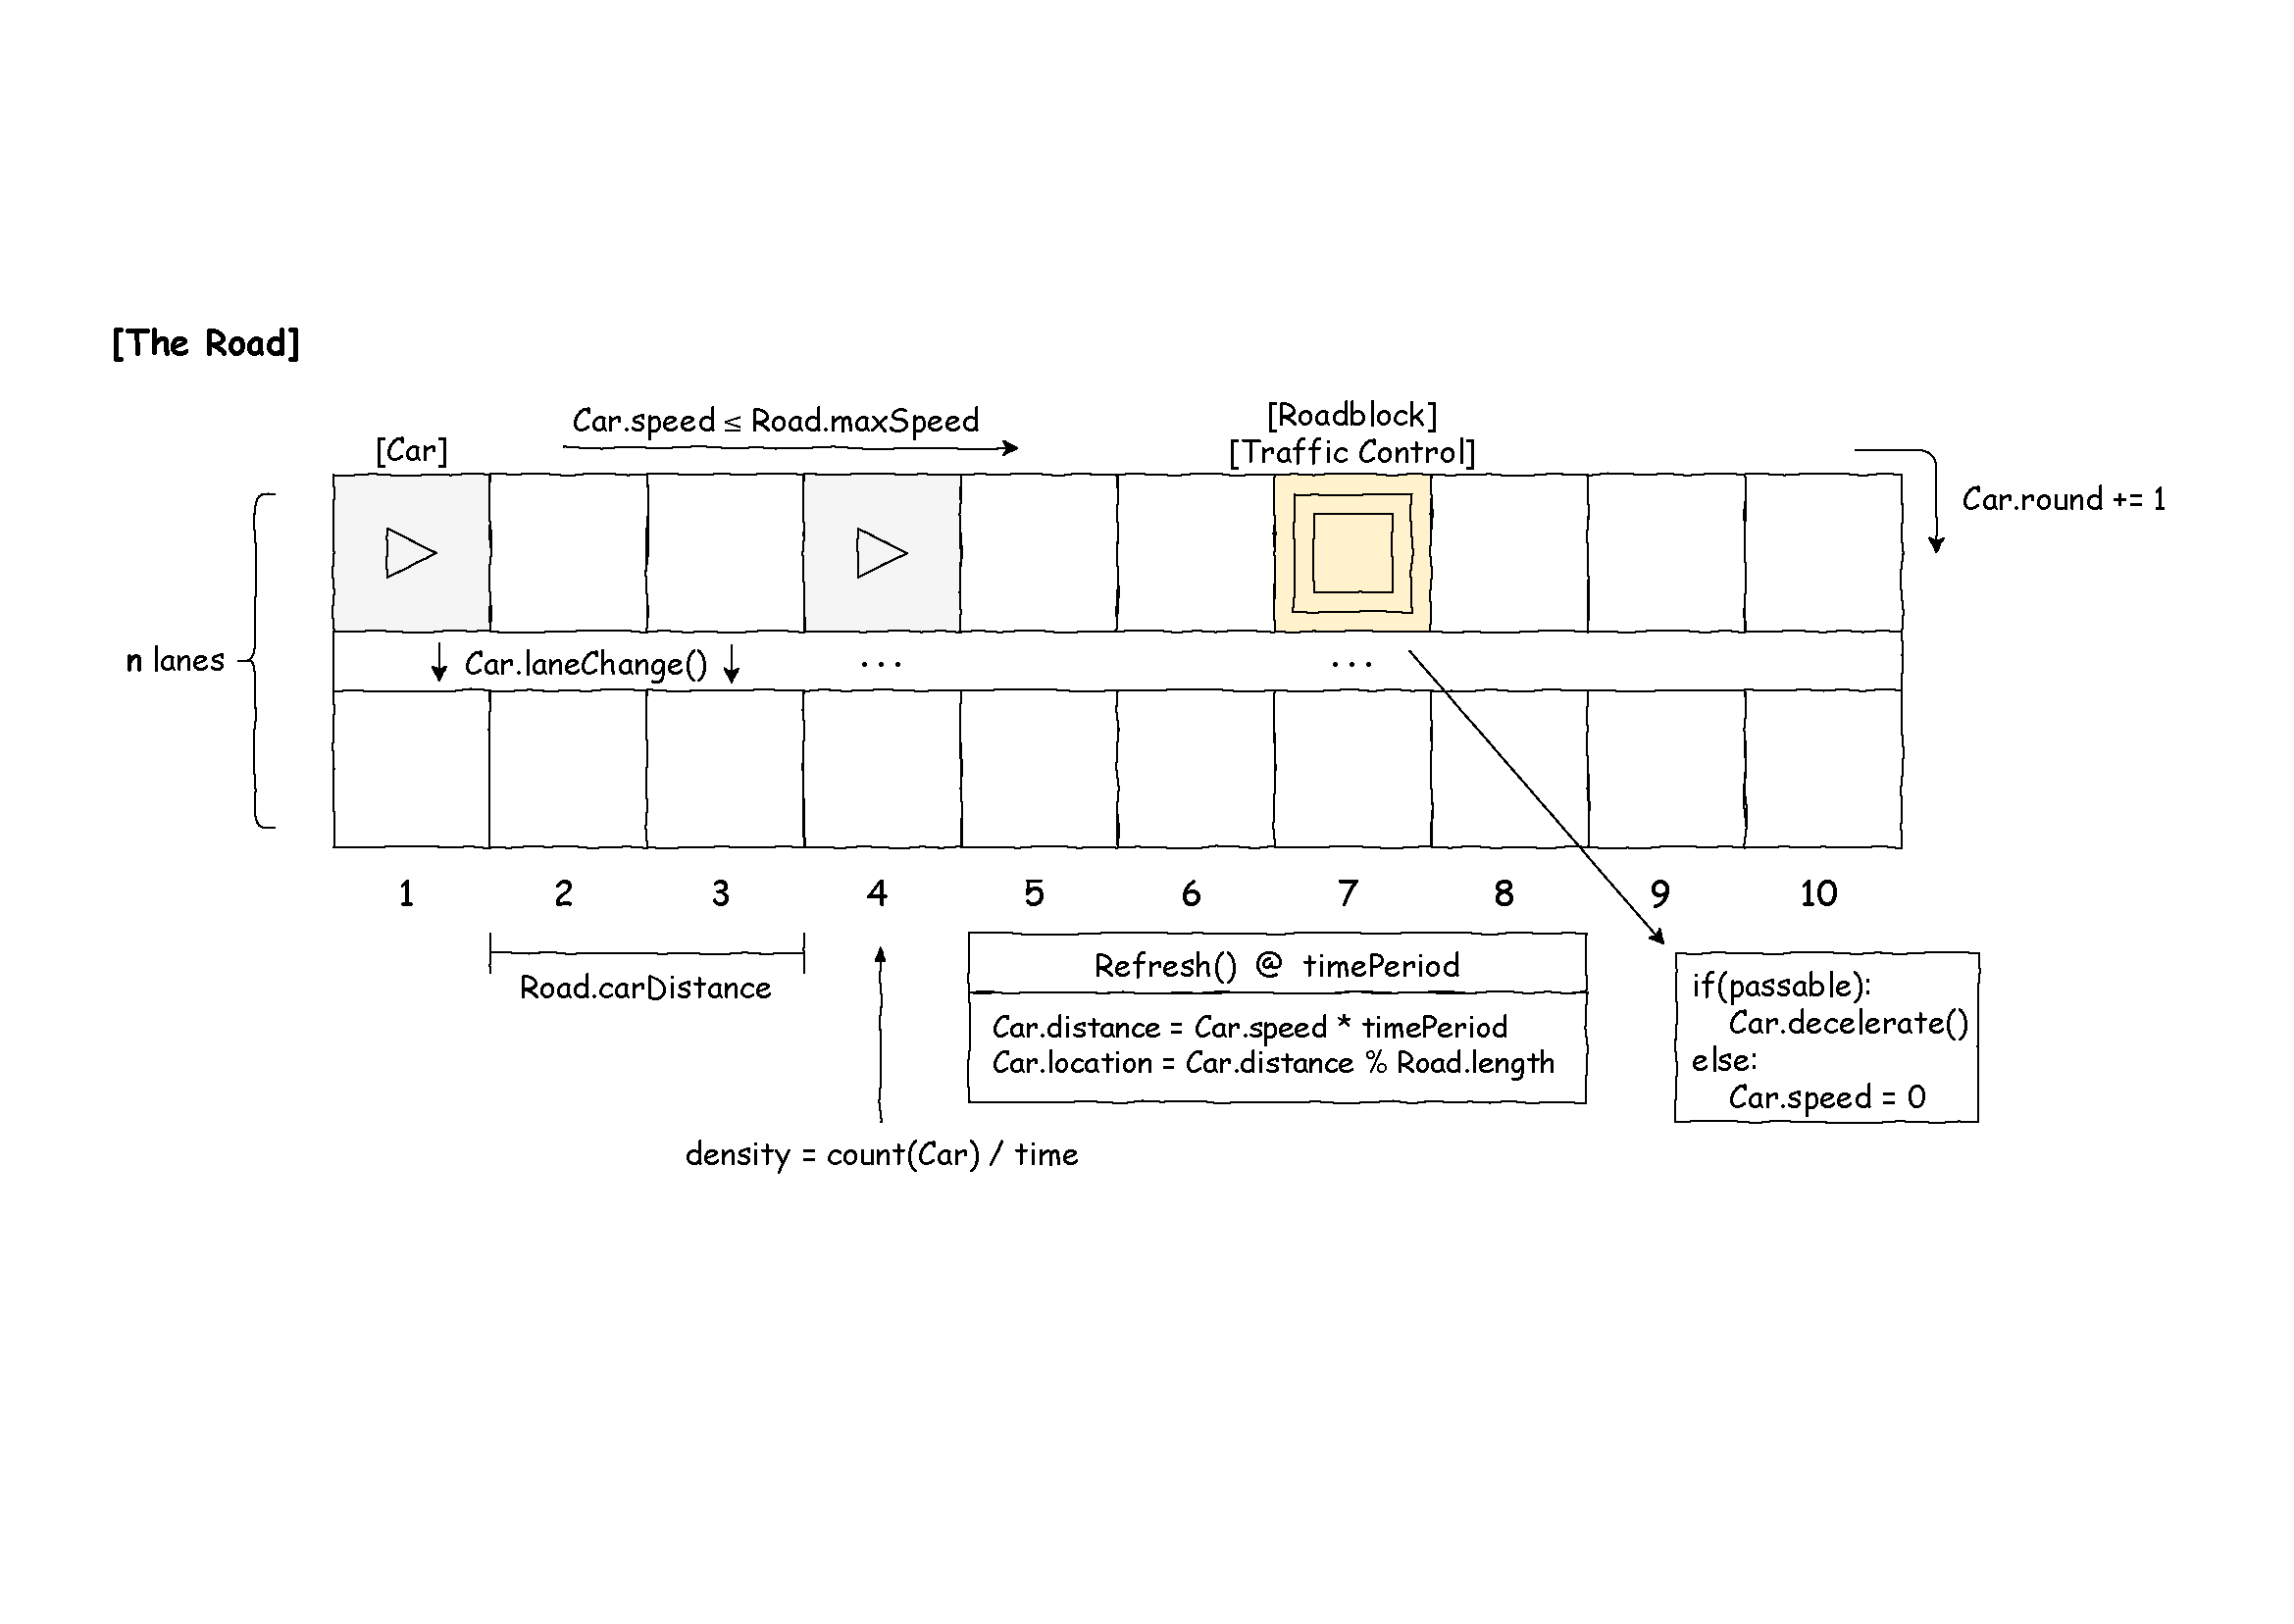 [The Road]
Car.speed ≤ Road.maxSpeed
[Car]
[Roadblock]
[Traffic Control]
Car.round += 1
n lanes
Car.laneChange()
...
...
1 2 3 4 5 6 7 8 9 10
Road.carDistance
Refresh() @ timePeriod
Car.distance = Car.speed * timePeriod
Car.location = Car.distance % Road.length
if(passable):
Car.decelerate()
else:
Car.speed = 0
density = count(Car) / time